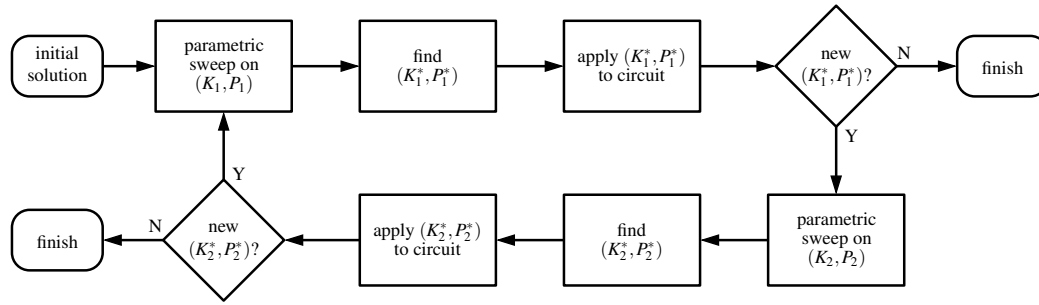 initial
solution
parametric
sweep on
(K₁, P₁)
find
(K₁*, P₁*)
apply (K₁*, P₁*)
to circuit
new
(K₁*, P₁*)?
N
finish
Y
parametric
sweep on
(K₂, P₂)
find
(K₂*, P₂*)
apply (K₂*, P₂*)
to circuit
new
(K₂*, P₂*)?
Y
N
finish